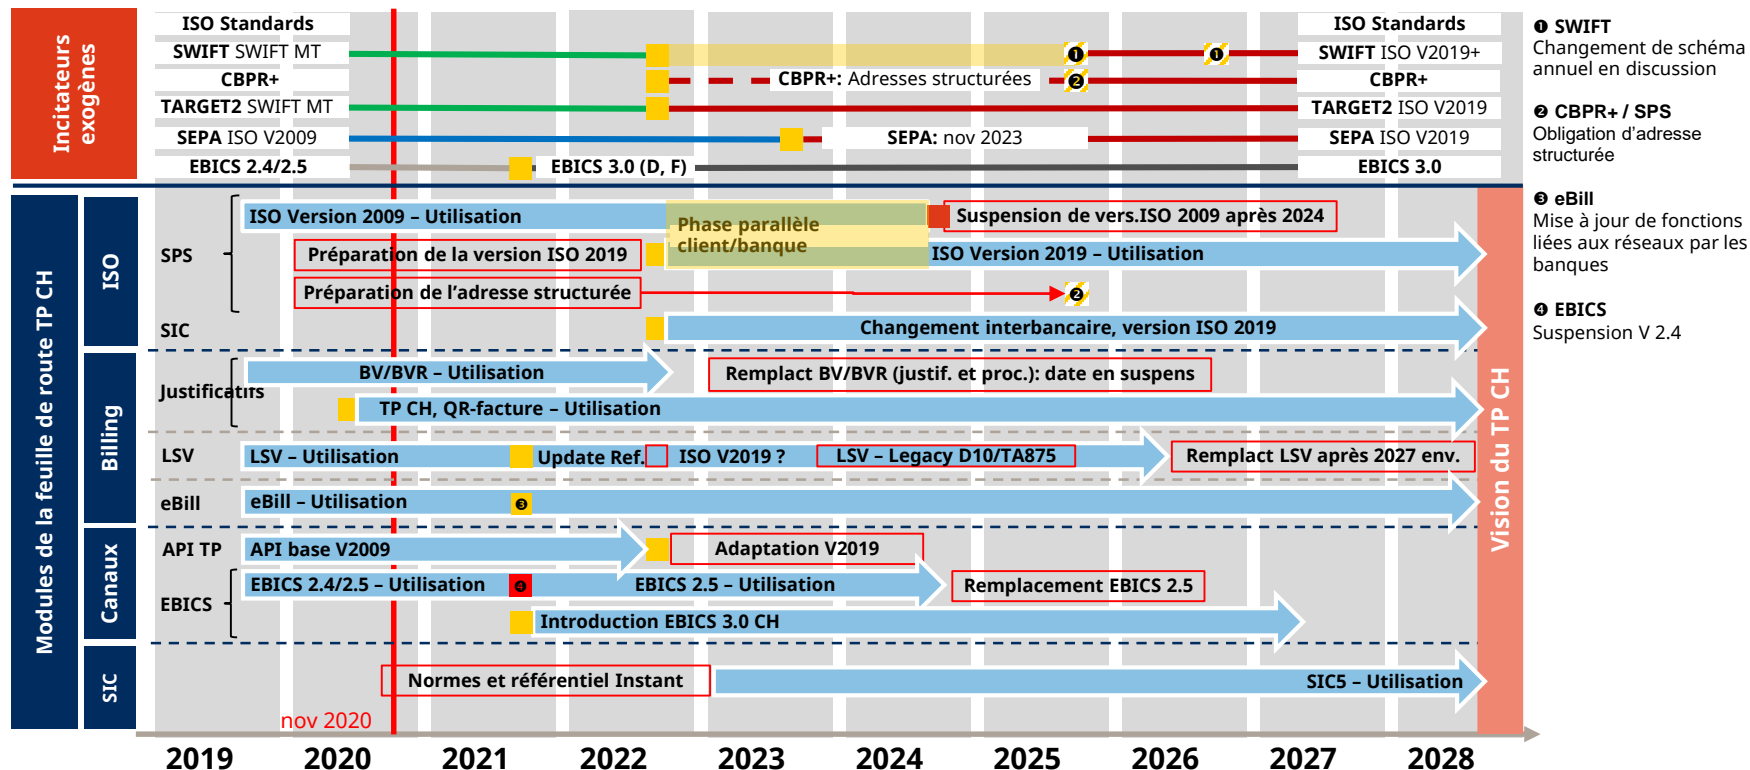 Incitateurs
exogènes
ISO Standards
ISO Standards
SWIFT SWIFT MT
❶
❶
SWIFT ISO V2019+
CBPR+
CBPR+: Adresses structurées
❷
CBPR+
TARGET2 SWIFT MT
TARGET2 ISO V2019
SEPA ISO V2009
SEPA: nov 2023
SEPA ISO V2019
EBICS 2.4/2.5
EBICS 3.0 (D, F)
EBICS 3.0
❶ SWIFT
Changement de schéma
annuel en discussion
❷ CBPR+ / SPS
Obligation d’adresse
structurée
❸ eBill
Mise à jour de fonctions
liées aux réseaux par les
banques
❹ EBICS
Suspension V 2.4
Modules de la feuille de route TP CH
ISO
SPS
ISO Version 2009 – Utilisation
Phase parallèle
client/banque
Suspension de vers.ISO 2009 après 2024
Préparation de la version ISO 2019
ISO Version 2019 – Utilisation
Préparation de l’adresse structurée
❷
SIC
Changement interbancaire, version ISO 2019
Billing
Justificatifs
BV/BVR – Utilisation
Remplact BV/BVR (justif. et proc.): date en suspens
TP CH, QR-facture – Utilisation
LSV
LSV – Utilisation
Update Ref.
ISO V2019 ?
LSV – Legacy D10/TA875
Remplact LSV après 2027 env.
eBill
eBill – Utilisation
❸
Canaux
API TP
API base V2009
Adaptation V2019
EBICS
EBICS 2.4/2.5 – Utilisation
❹
EBICS 2.5 – Utilisation
Remplacement EBICS 2.5
Introduction EBICS 3.0 CH
SIC
Normes et référentiel Instant
SIC5 – Utilisation
Vision du TP CH
nov 2020
2019
2020
2021
2022
2023
2024
2025
2026
2027
2028